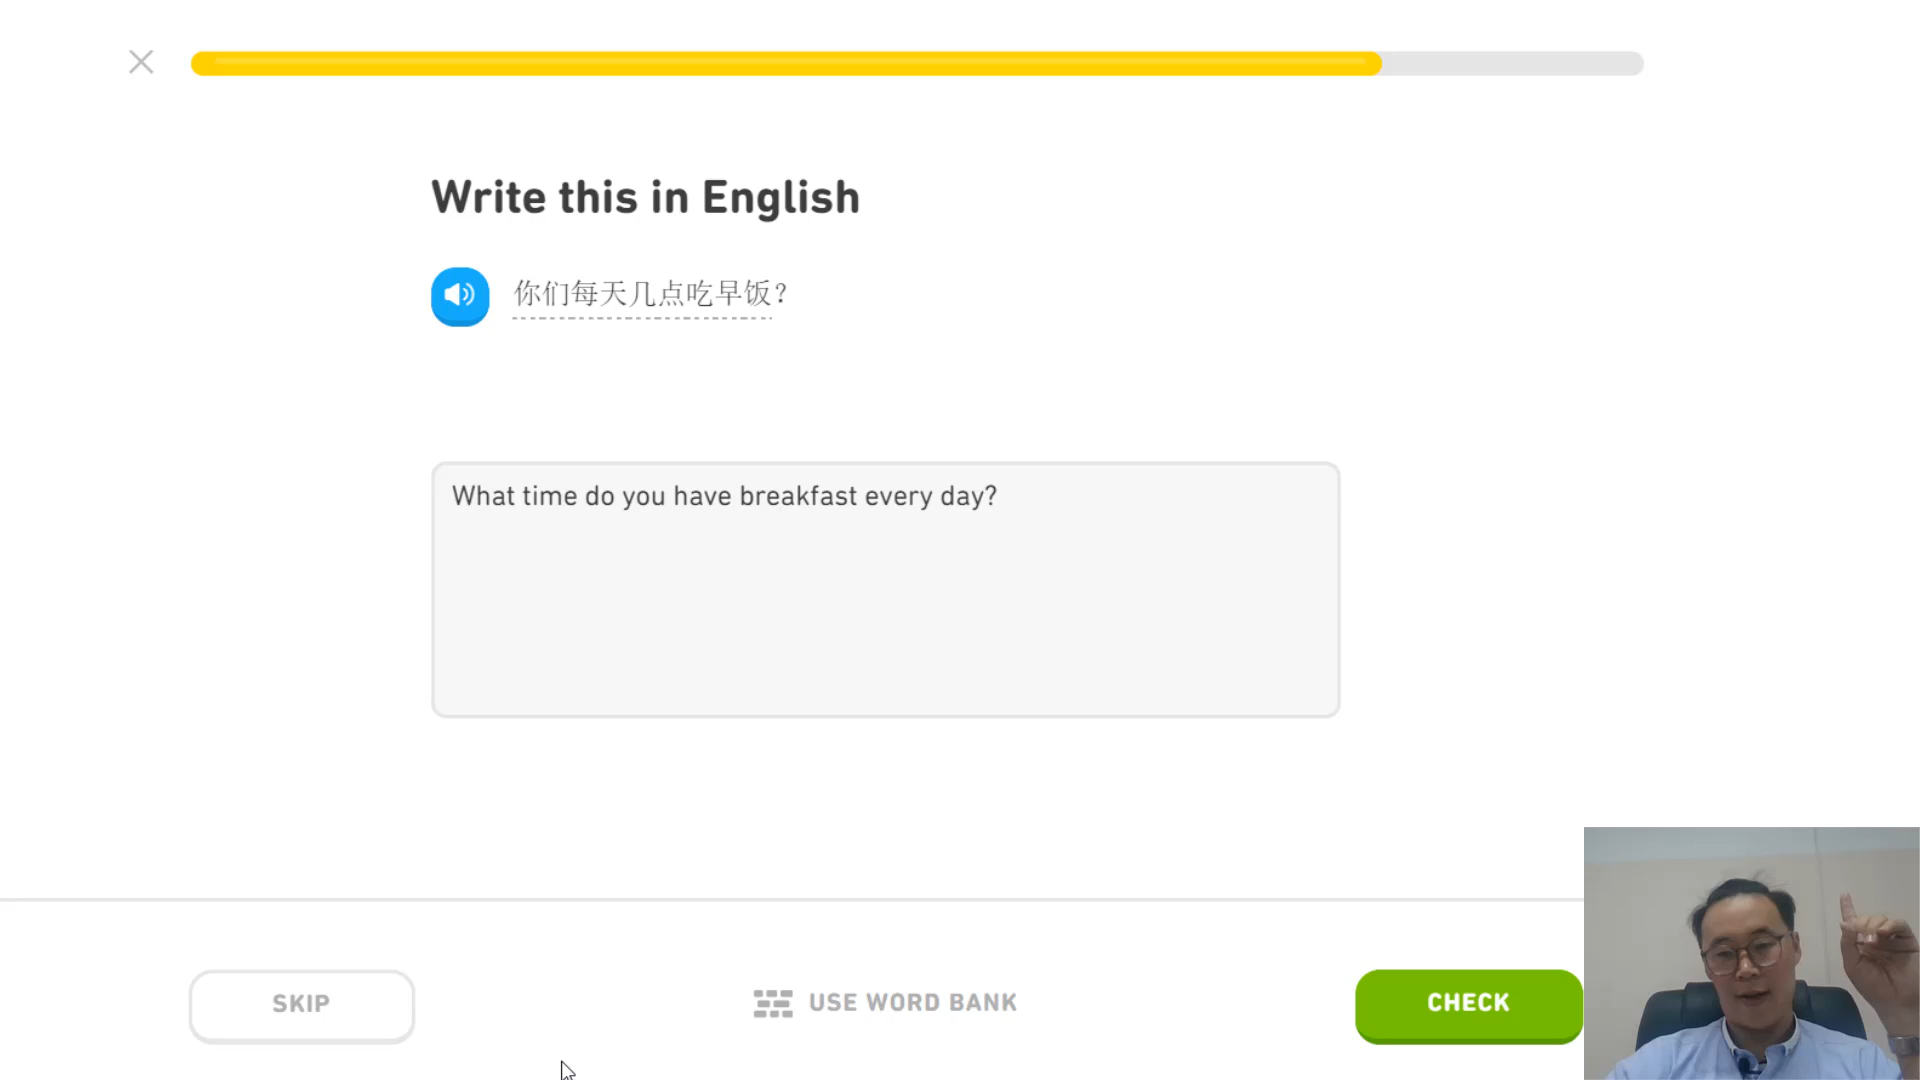 Write this in English
你们每天几点吃早饭？
What time do you have breakfast every day?
SKIP
USE WORD BANK
CHECK